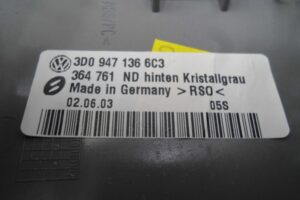 3D0 947 136 6C3
364 761 ND hinten Kristallgrau
Made in Germany >RSO<
02.06.03 05S